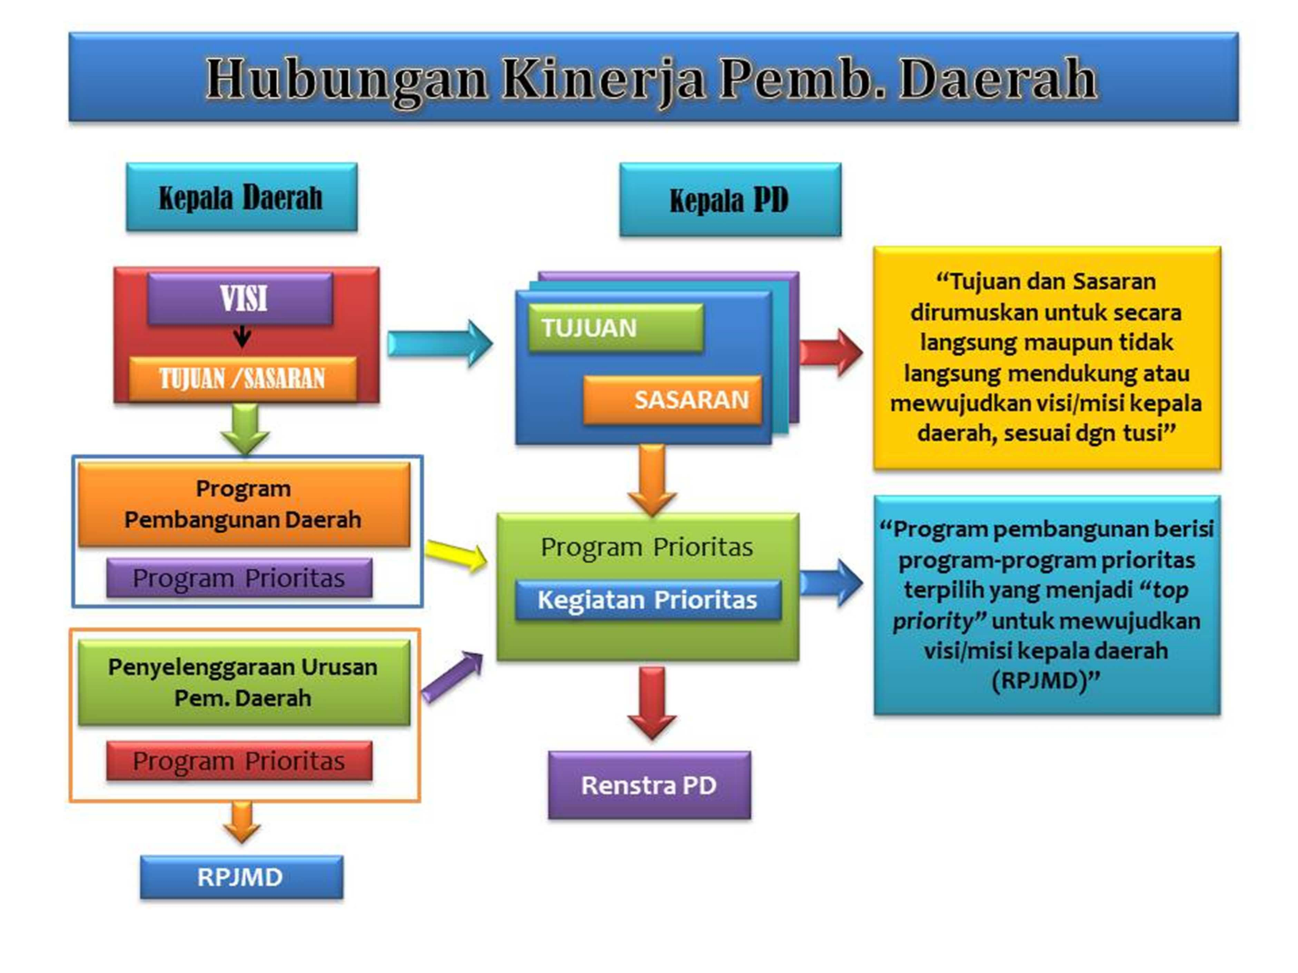 Hubungan Kinerja Pemb. Daerah
Kepala Daerah
Kepala PD
VISI
TUJUAN /SASARAN
TUJUAN
SASARAN
“Tujuan dan Sasaran
dirumuskan untuk secara
langsung maupun tidak
langsung mendukung atau
mewujudkan visi/misi kepala
daerah, sesuai dgn tusi”
Program
Pembangunan Daerah
Program Prioritas
Program Prioritas
Kegiatan Prioritas
“Program pembangunan berisi
program-program prioritas
terpilih yang menjadi “top
priority” untuk mewujudkan
visi/misi kepala daerah
(RPJMD)”
Penyelenggaraan Urusan
Pem. Daerah
Program Prioritas
Renstra PD
RPJMD